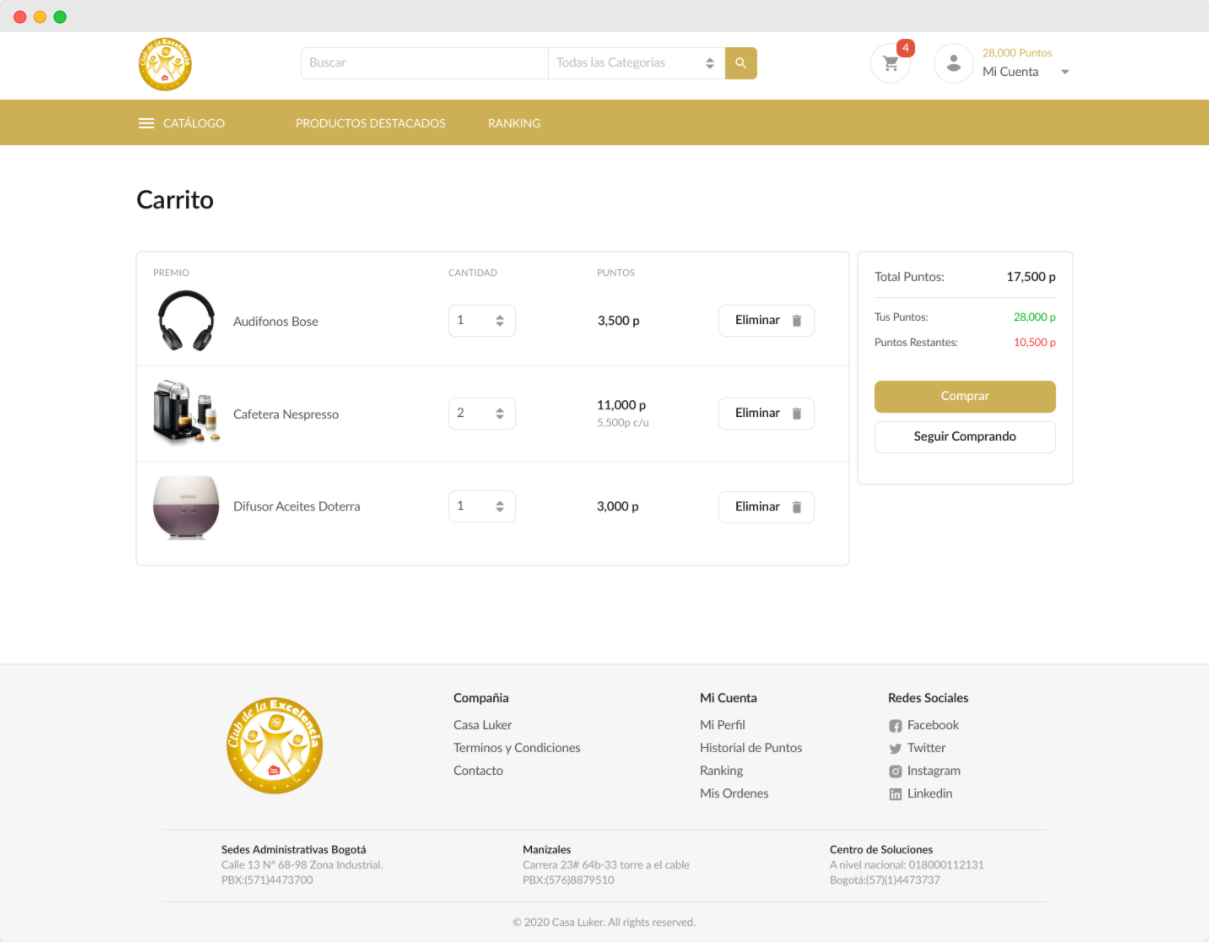 Club de la Excelencia
Buscar
Todas las Categorias
4
28,000 Puntos
Mi Cuenta
CATÁLOGO
PRODUCTOS DESTACADOS
RANKING
Carrito
PREMIO CANTIDAD PUNTOS
Audifonos Bose 1 3,500 p Eliminar
Cafetera Nespresso 2 11,000 p Eliminar
5,500p c/u
Difusor Aceites Doterra 1 3,000 p Eliminar
Total Puntos: 17,500 p
Tus Puntos: 28,000 p
Puntos Restantes: 10,500 p
Comprar
Seguir Comprando
Club de la Excelencia
Compañia
Casa Luker
Terminos y Condiciones
Contacto
Mi Cuenta
Mi Perfil
Historial de Puntos
Ranking
Mis Ordenes
Redes Sociales
Facebook
Twitter
Instagram
Linkedin
Sedes Administrativas Bogotá
Calle 13 N° 68-98 Zona Industrial.
PBX:(571)4473700
Manizales
Carrera 23# 64b-33 torre a el cable
PBX:(576)8879510
Centro de Soluciones
A nivel nacional: 018000112131
Bogotá:(57)(1)4473737
© 2020 Casa Luker. All rights reserved.